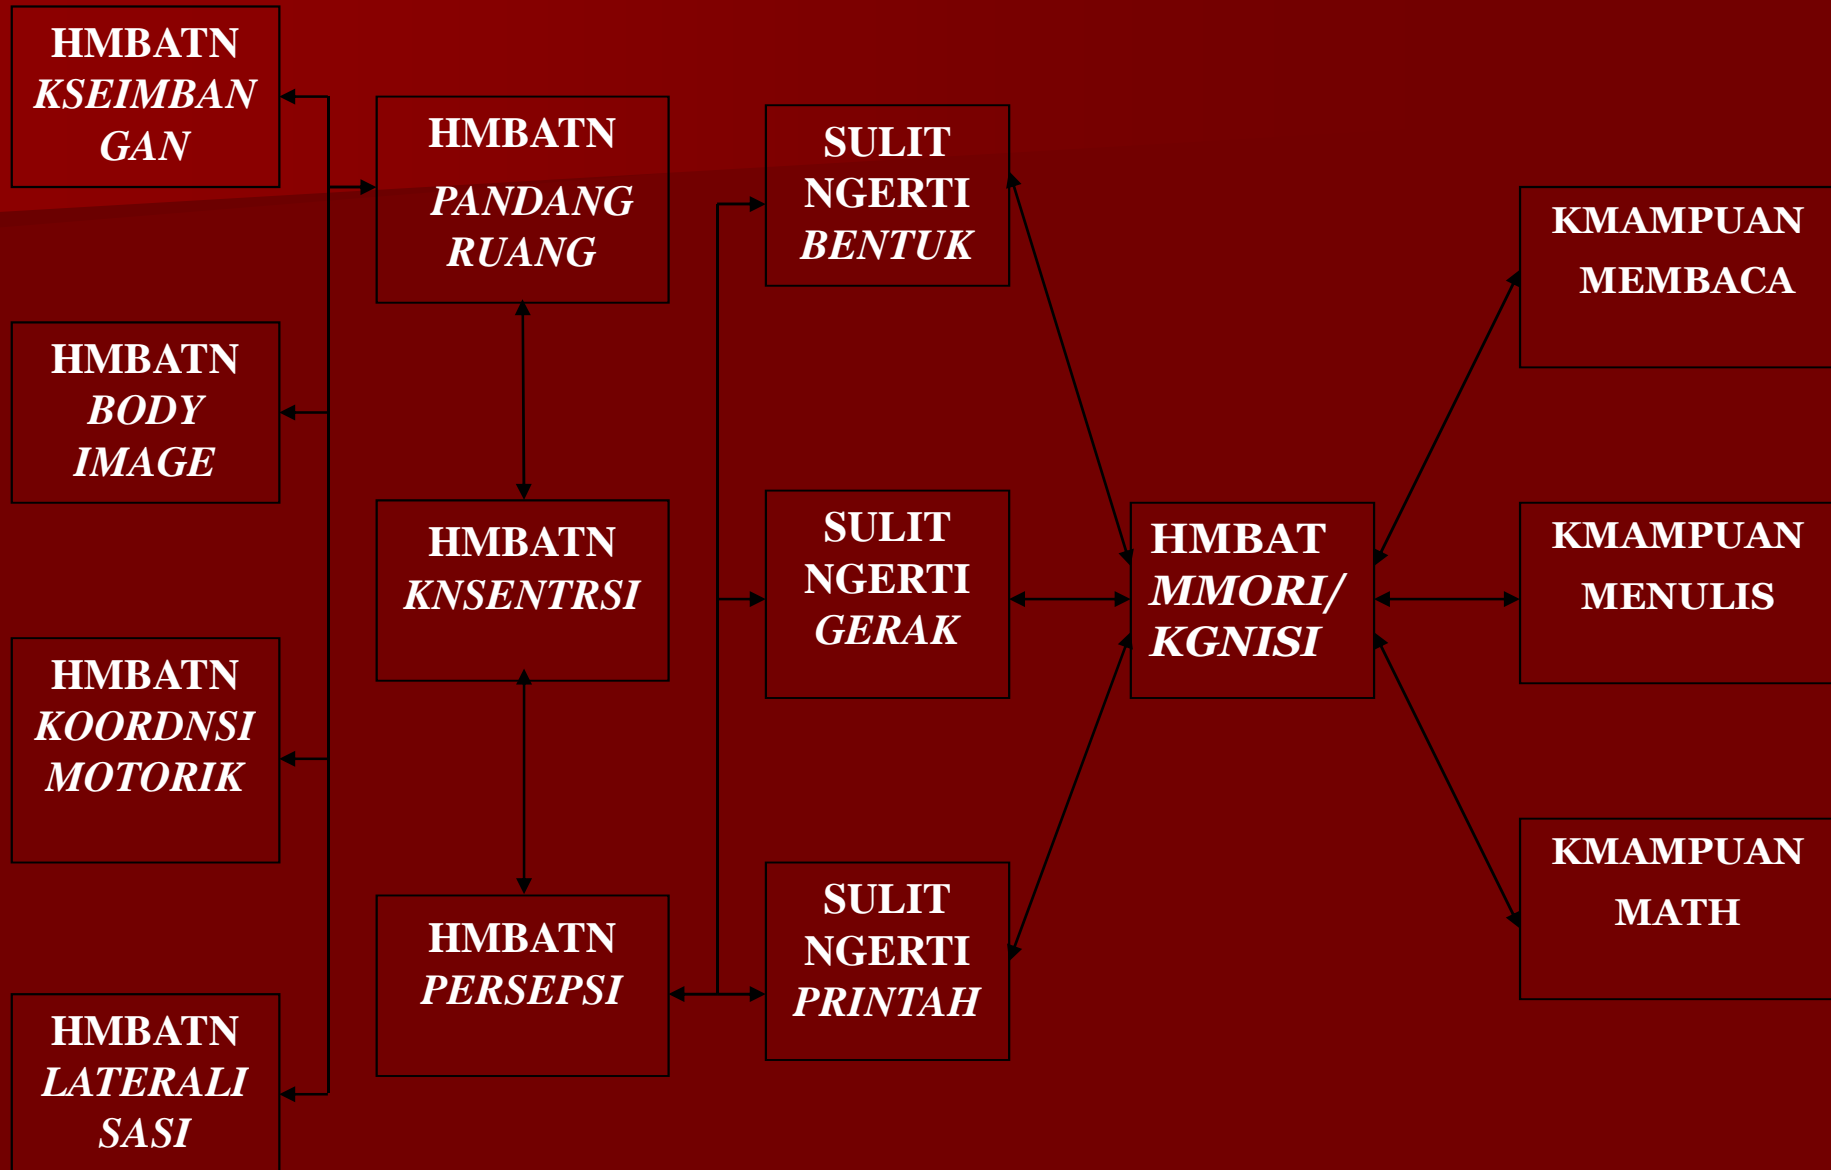 HMBATN
KSEIMBAN
GAN
HMBATN
BODY
IMAGE
HMBATN
KOORDNSI
MOTORIK
HMBATN
LATERALI
SASI
HMBATN
PANDANG
RUANG
HMBATN
KNSENTRSI
HMBATN
PERSEPSI
SULIT
NGERTI
BENTUK
SULIT
NGERTI
GERAK
SULIT
NGERTI
PRINTAH
HMBAT
MMORI/
KGNISI
KMAMPUAN
MEMBACA
KMAMPUAN
MENULIS
KMAMPUAN
MATH